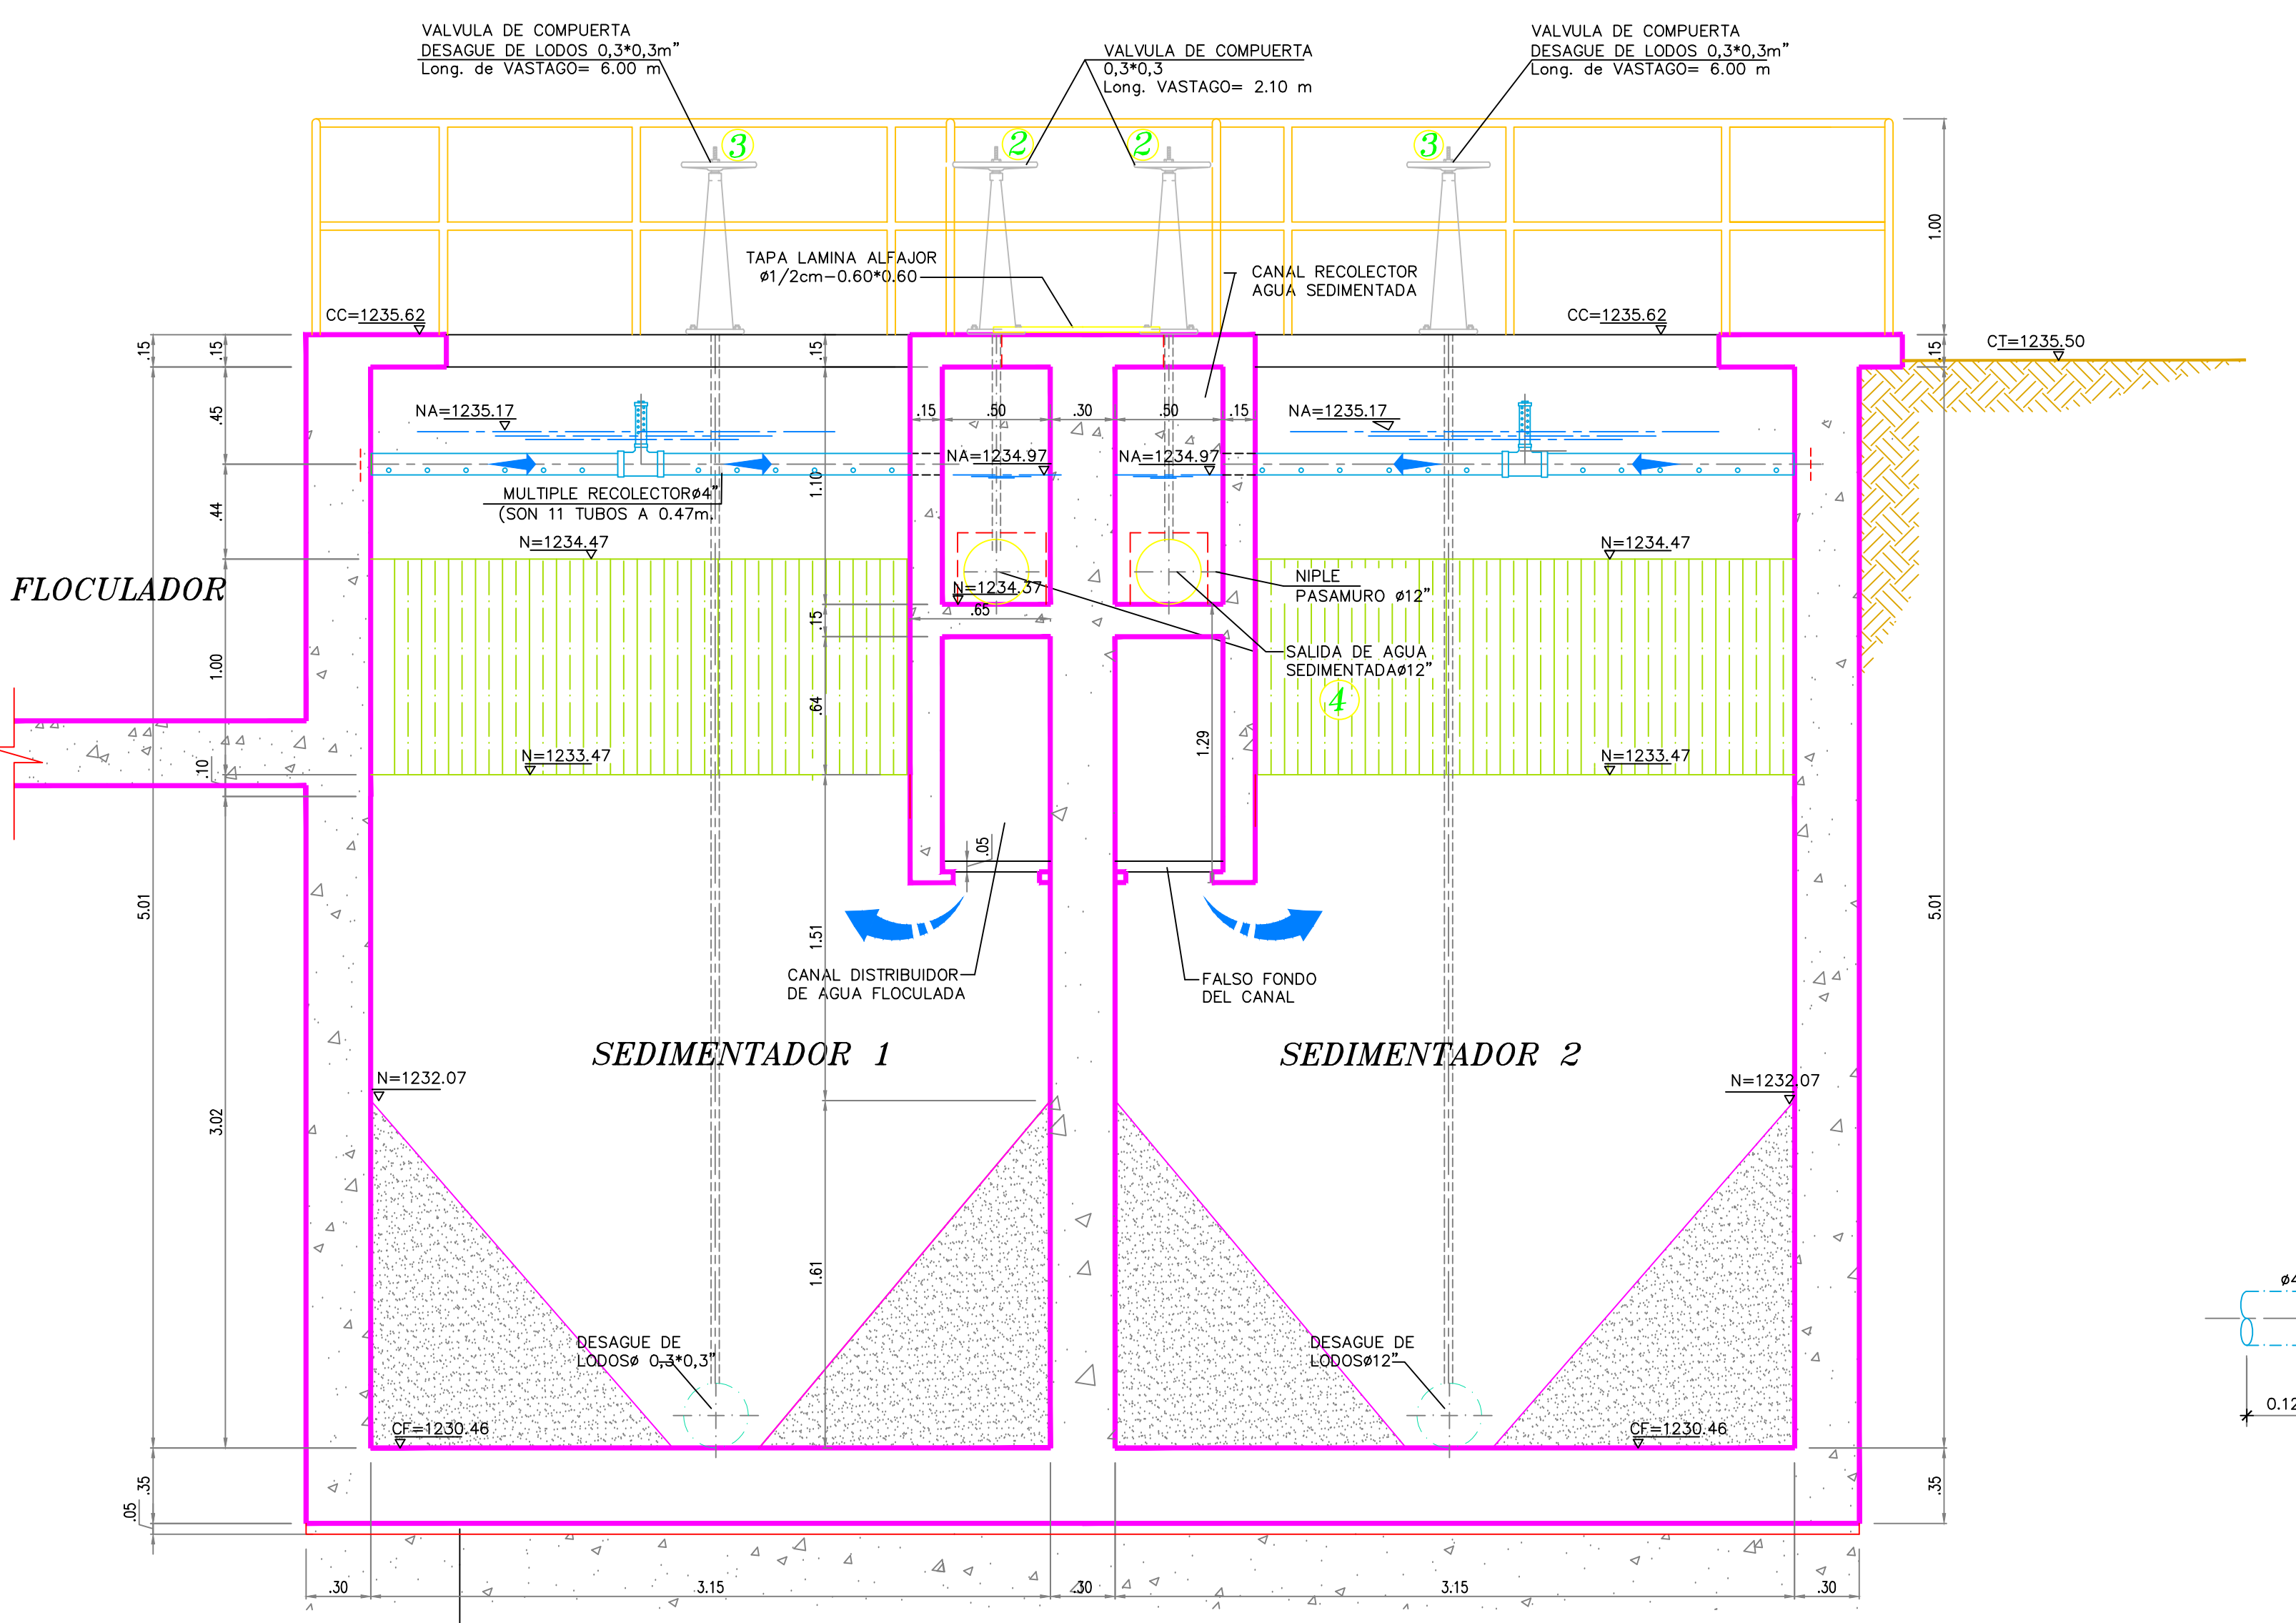 VALVULA DE COMPUERTA
DESAGUE DE LODOS 0,3*0,3m"
Long. de VASTAGO= 6.00 m
VALVULA DE COMPUERTA
0,3*0,3
Long. VASTAGO= 2.10 m
VALVULA DE COMPUERTA
DESAGUE DE LODOS 0,3*0,3m"
Long. de VASTAGO= 6.00 m
3
2
2
3
1.00
TAPA LAMINA ALFAJOR
ø1/2cm-0.60*0.60
CANAL RECOLECTOR
AGUA SEDIMENTADA
CC=1235.62
CC=1235.62
CT=1235.50
.15
.15
.15
.15
.45
NA=1235.17
.15
.50
.30
.50
.15
NA=1235.17
NA=1234.97
NA=1234.97
1.10
MULTIPLE RECOLECTORø4"
(SON 11 TUBOS A 0.47m.
.44
N=1234.47
N=1234.47
FLOCULADOR
N=1234.37
NIPLE
PASAMURO ø12"
.65
.15
1.00
SALIDA DE AGUA
SEDIMENTADAø12"
4
.64
1.29
N=1233.47
N=1233.47
.10
.05
5.01
1.51
5.01
CANAL DISTRIBUIDOR
DE AGUA FLOCULADA
FALSO FONDO
DEL CANAL
SEDIMENTADOR 1
SEDIMENTADOR 2
N=1232.07
N=1232.07
3.02
1.61
DESAGUE DE
LODOSø 0,3*0,3"
DESAGUE DE
LODOSø12"
ø4
0.12
CF=1230.46
CF=1230.46
.35
.35
.05
.30
3.15
.30
3.15
.30